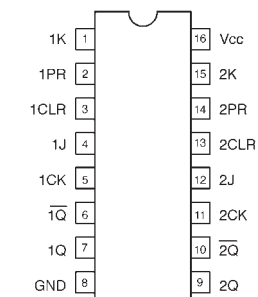 1K 1 16 Vcc
1PR 2 15 2K
1CLR 3 14 2PR
1J 4 13 2CLR
1CK 5 12 2J
1Q̅ 6 11 2CK
1Q 7 10 2Q̅
GND 8 9 2Q